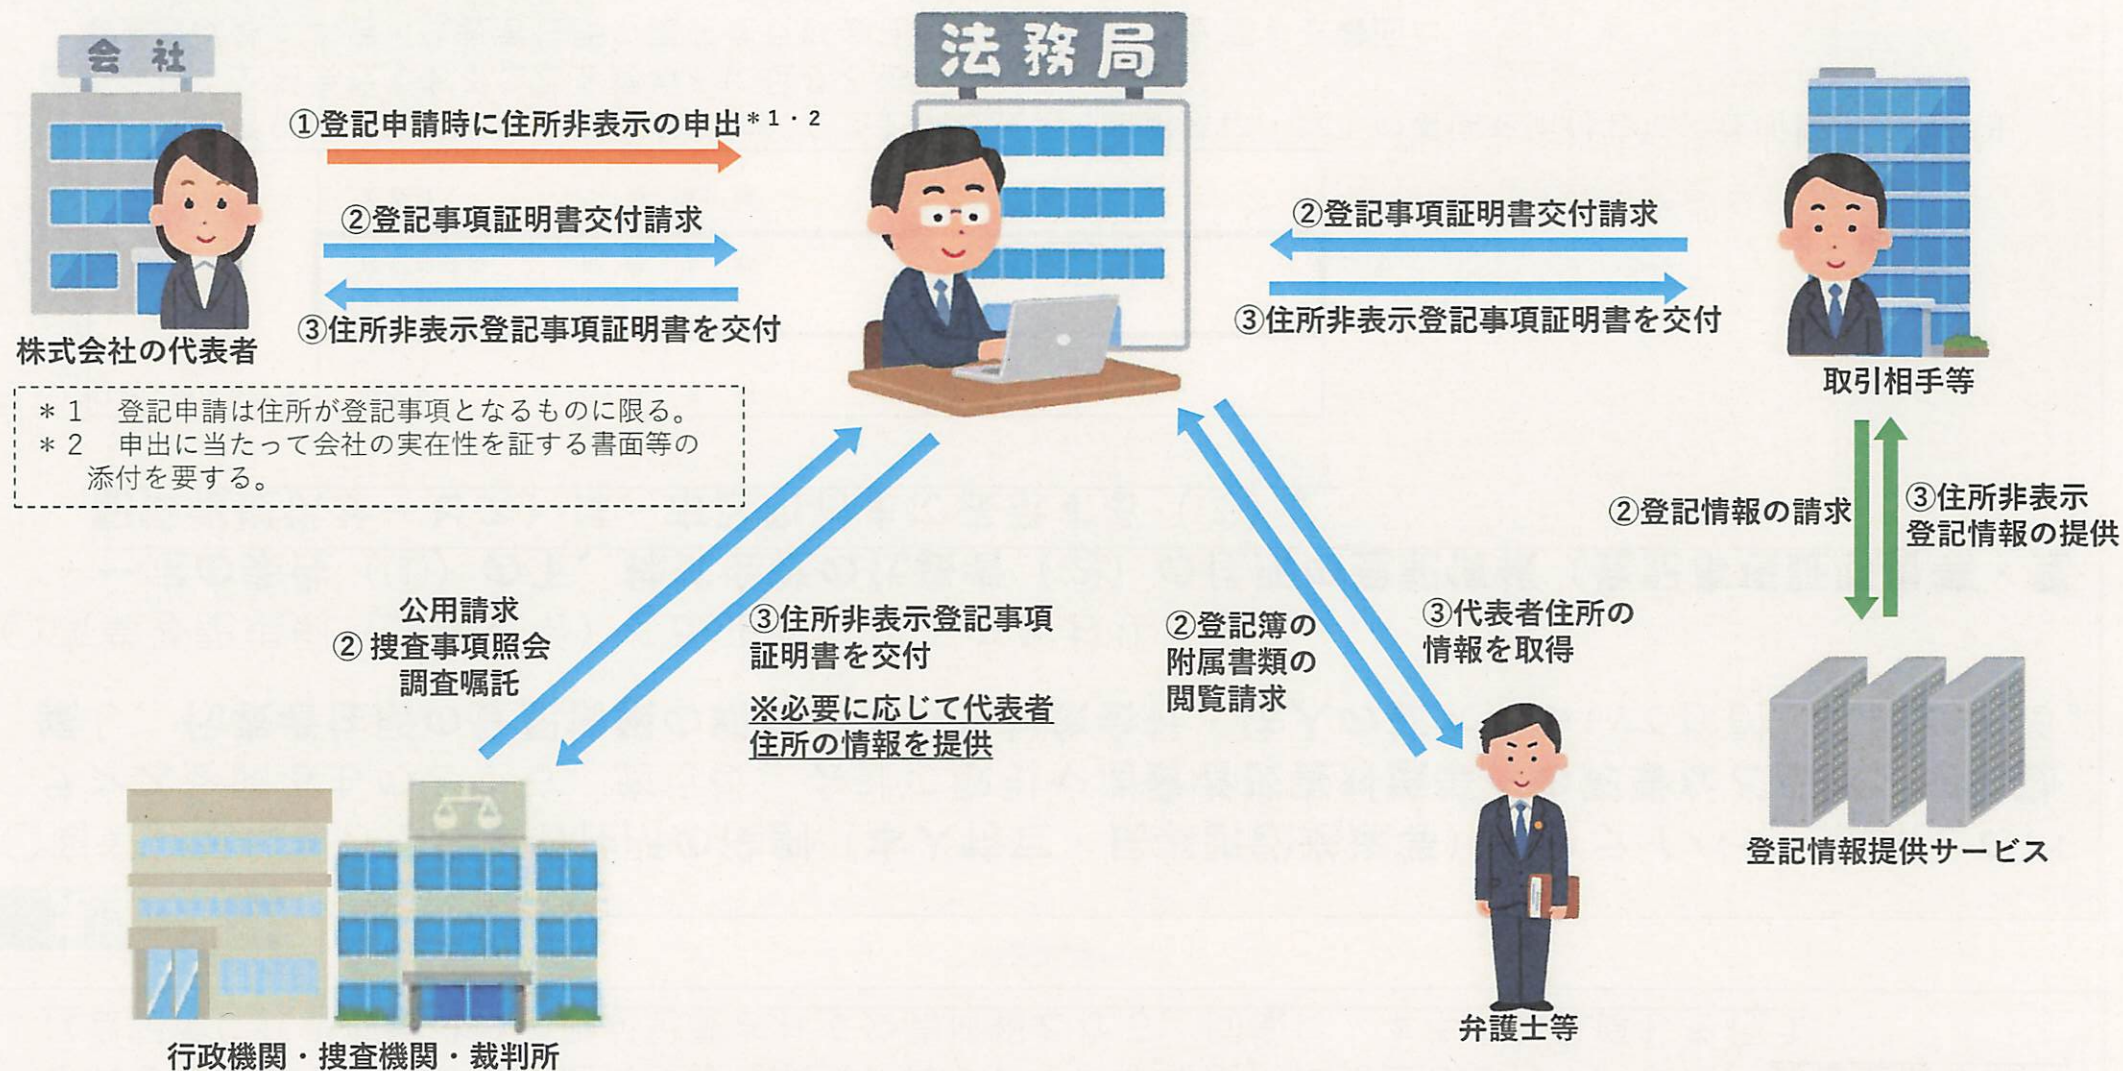 会社
法務局
①登記申請時に住所非表示の申出*1・2
②登記事項証明書交付請求
③住所非表示登記事項証明書を交付
株式会社の代表者
*1 登記申請は住所が登記事項となるものに限る。
*2 申出に当たって会社の実在性を証する書面等の
添付を要する。
②登記事項証明書交付請求
③住所非表示登記事項証明書を交付
取引相手等
②登記情報の請求
③住所非表示
登記情報の提供
登記情報提供サービス
公用請求
②捜査事項照会
調査嘱託
③住所非表示登記事項
証明書を交付
※必要に応じて代表者
住所の情報を提供
行政機関・捜査機関・裁判所
②登記簿の
附属書類の
閲覧請求
③代表者住所の
情報を取得
弁護士等